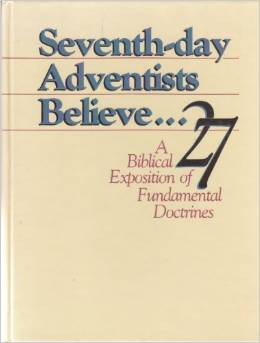 Seventh-day
Adventists
Believe...
27
A
Biblical
Exposition of
Fundamental
Doctrines